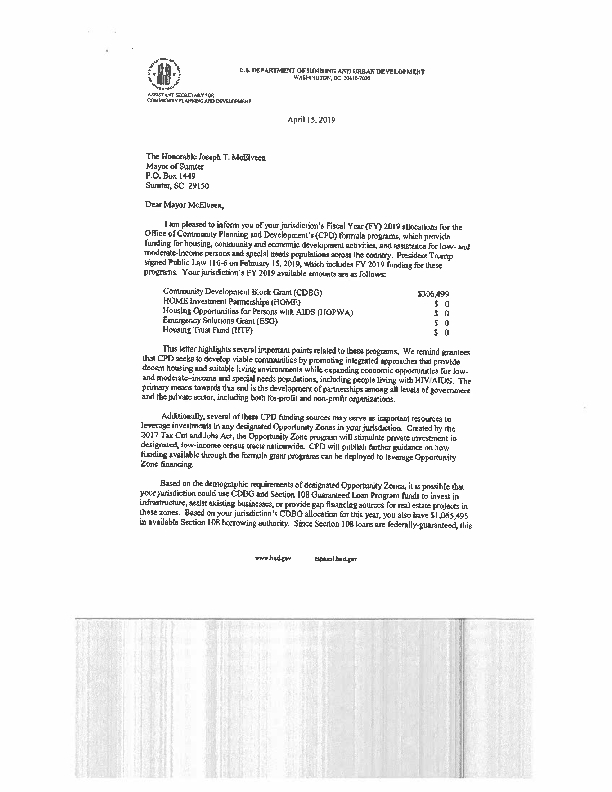 U.S. DEPARTMENT OF HOUSING AND URBAN DEVELOPMENT
WASHINGTON, DC 20410-7000
ASSISTANT SECRETARY FOR
COMMUNITY PLANNING AND DEVELOPMENT
April 15, 2019
The Honorable Joseph T. McElveen
Mayor of Sumter
P.O. Box 1449
Sumter, SC 29150
Dear Mayor McElveen,
I am pleased to inform you of your jurisdiction's Fiscal Year (FY) 2019 allocations for the
Office of Community Planning and Development's (CPD) formula programs, which provide
funding for housing, community and economic development activities, and assistance for low- and
moderate-income persons and special needs populations across the country. President Trump
signed Public Law 116-6 on February 15, 2019, which includes FY 2019 funding for these
programs. Your jurisdiction's FY 2019 available amounts are as follows:
Community Development Block Grant (CDBG) $306,499
HOME Investment Partnerships (HOME) $ 0
Housing Opportunities for Persons with AIDS (HOPWA) $ 0
Emergency Solutions Grant (ESG) $ 0
Housing Trust Fund (HTF) $ 0
This letter highlights several important points related to these programs. We remind grantees
that CPD seeks to develop viable communities by promoting integrated approaches that provide
decent housing and suitable living environments while expanding economic opportunities for low-
and moderate-income and special needs populations, including people living with HIV/AIDS. The
primary means towards this end is the development of partnerships among all levels of government
and the private sector, including both for-profit and non-profit organizations.
Additionally, several of these CPD funding sources may serve as important resources to
leverage investments in any designated Opportunity Zones in your jurisdiction. Created by the
2017 Tax Cut and Jobs Act, the Opportunity Zone program will stimulate private investment in
designated, low-income census tracts nationwide. CPD will publish further guidance on how
funding available through the formula grant programs can be deployed to leverage Opportunity
Zone financing.
Based on the demographic requirements of designated Opportunity Zones, it is possible that
your jurisdiction could use CDBG and Section 108 Guaranteed Loan Program funds to invest in
infrastructure, assist existing businesses, or provide gap financing sources for real estate projects in
these zones. Based on your jurisdiction's CDBG allocation for this year, you also have $1,065,495
in available Section 108 borrowing authority. Since Section 108 loans are federally-guaranteed, this
www.hud.gov espanol.hud.gov